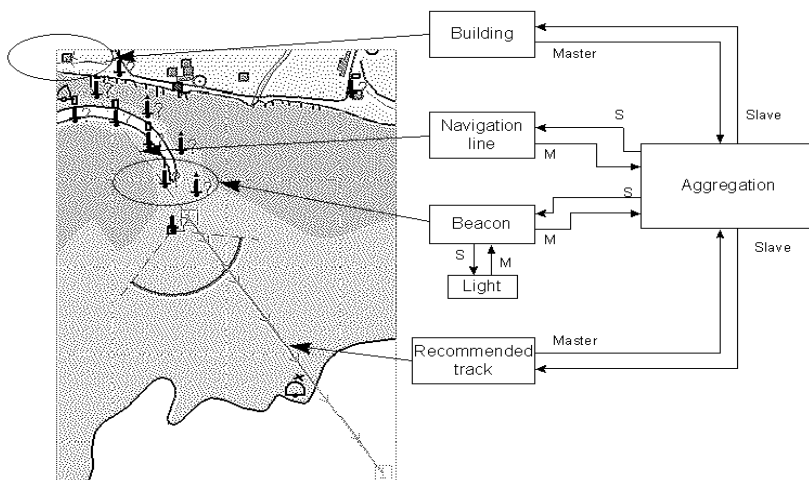 Building
Master
Slave
Navigation
line
S
M
Aggregation
S
Beacon
M
S
M
Light
Slave
Recommended
track
Master